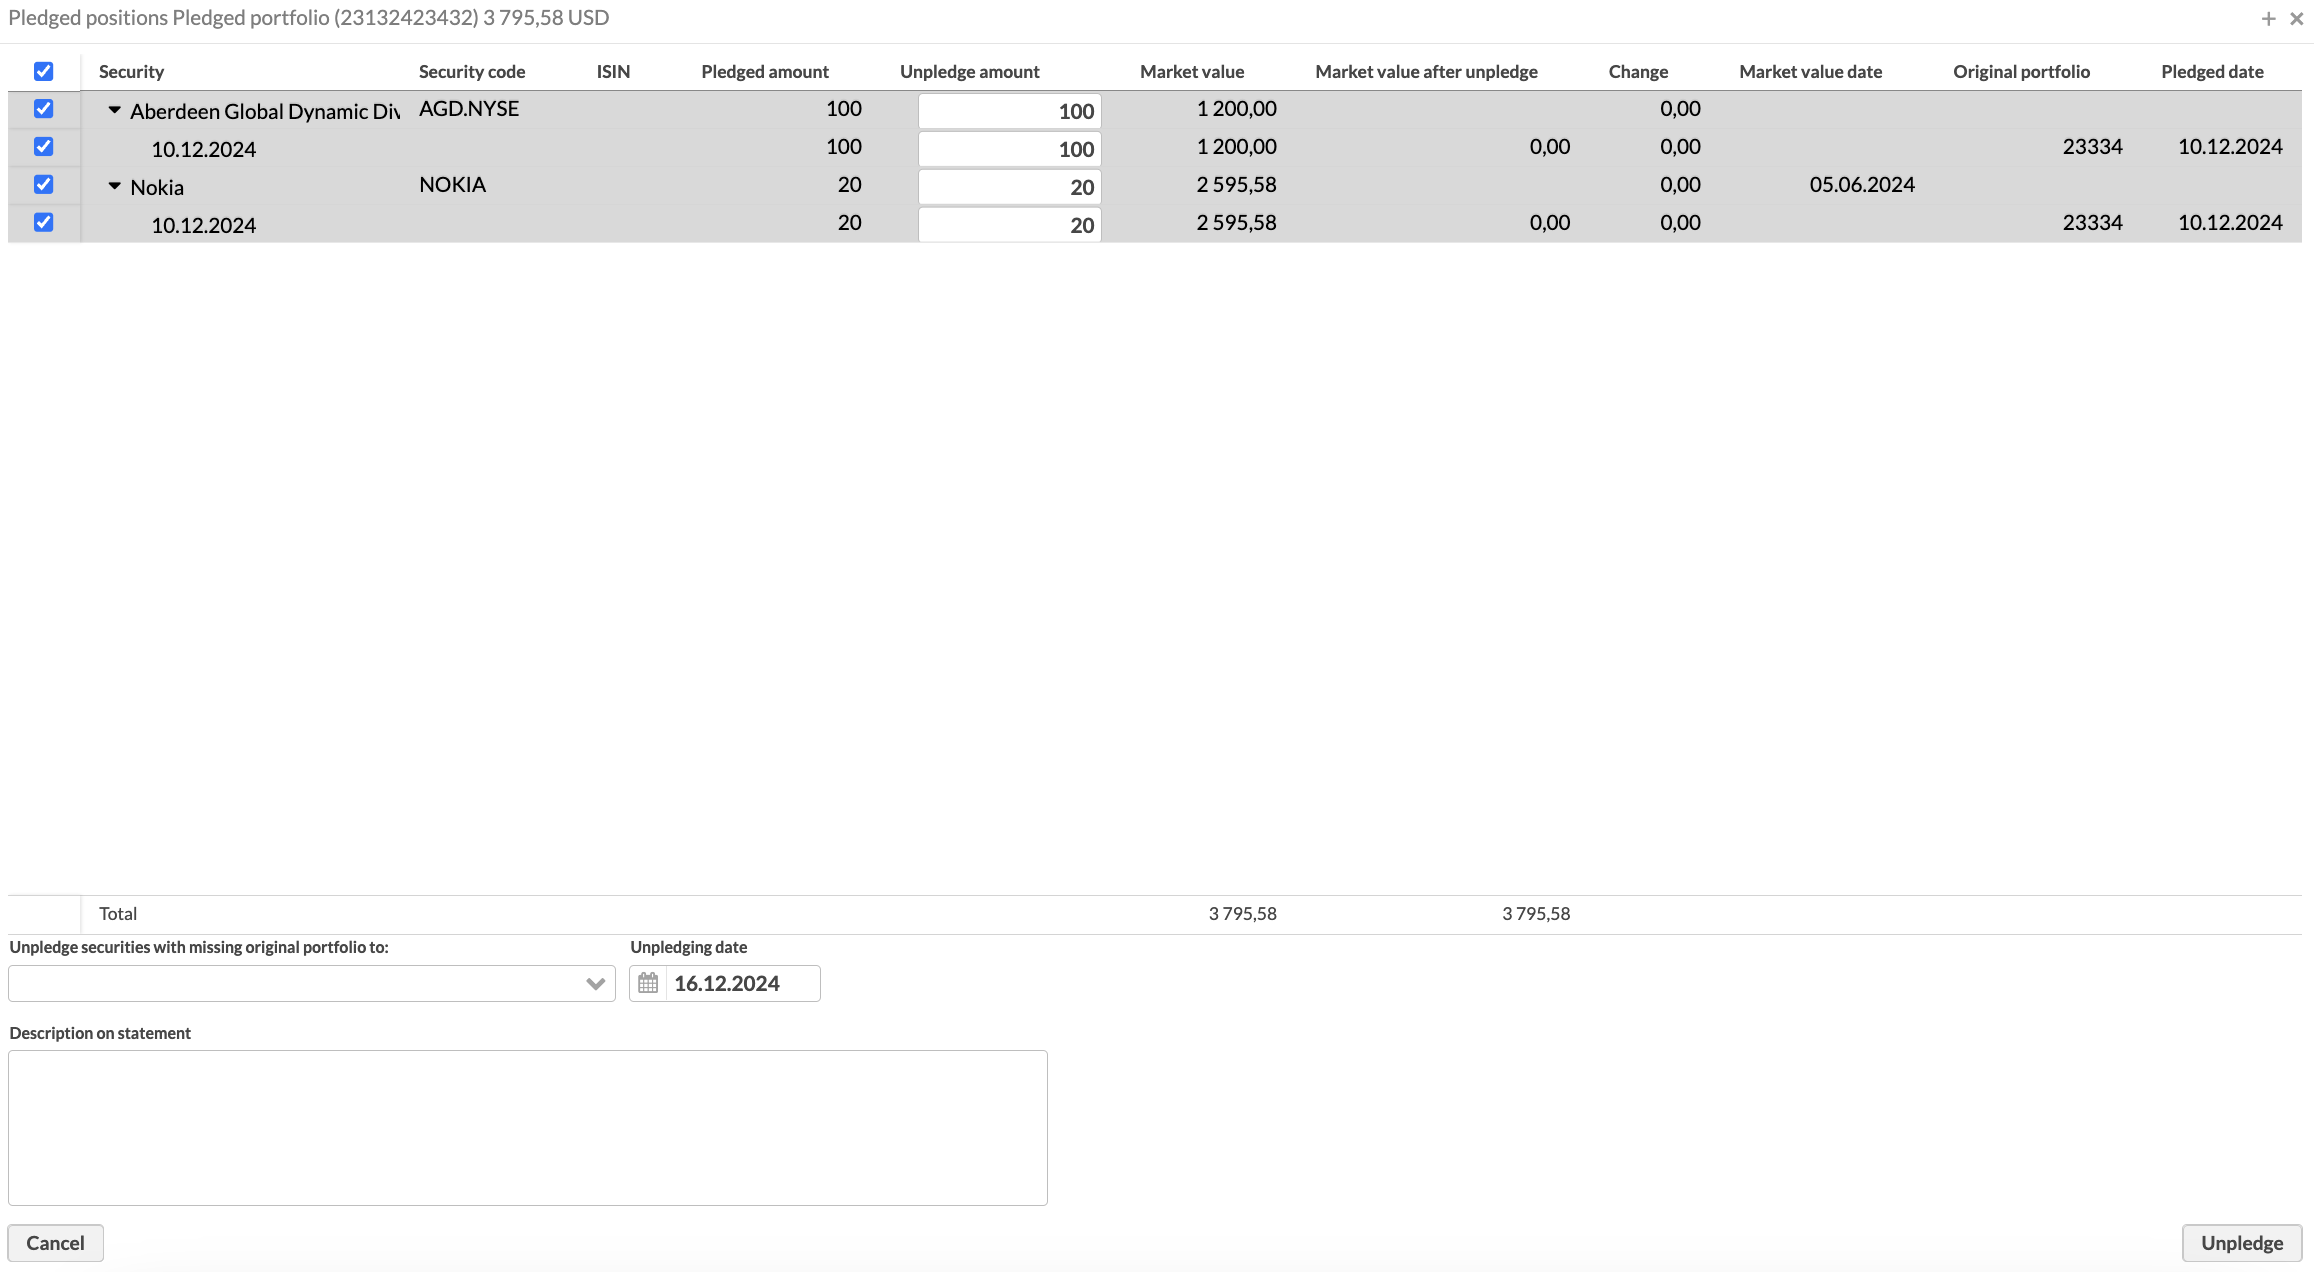 Pledged positions Pledged portfolio (23132423432) 3 795,58 USD
Security Security code ISIN Pledged amount Unpledge amount Market value Market value after unpledge Change Market value date Original portfolio Pledged date
Aberdeen Global Dynamic Div AGD.NYSE 100 100 1 200,00 0,00
10.12.2024 100 100 1 200,00 0,00 0,00 23334 10.12.2024
Nokia NOKIA 20 20 2 595,58 0,00 05.06.2024
10.12.2024 20 20 2 595,58 0,00 0,00 23334 10.12.2024
Total 3 795,58 3 795,58
Unpledge securities with missing original portfolio to: Unpledging date
16.12.2024
Description on statement
Cancel Unpledge